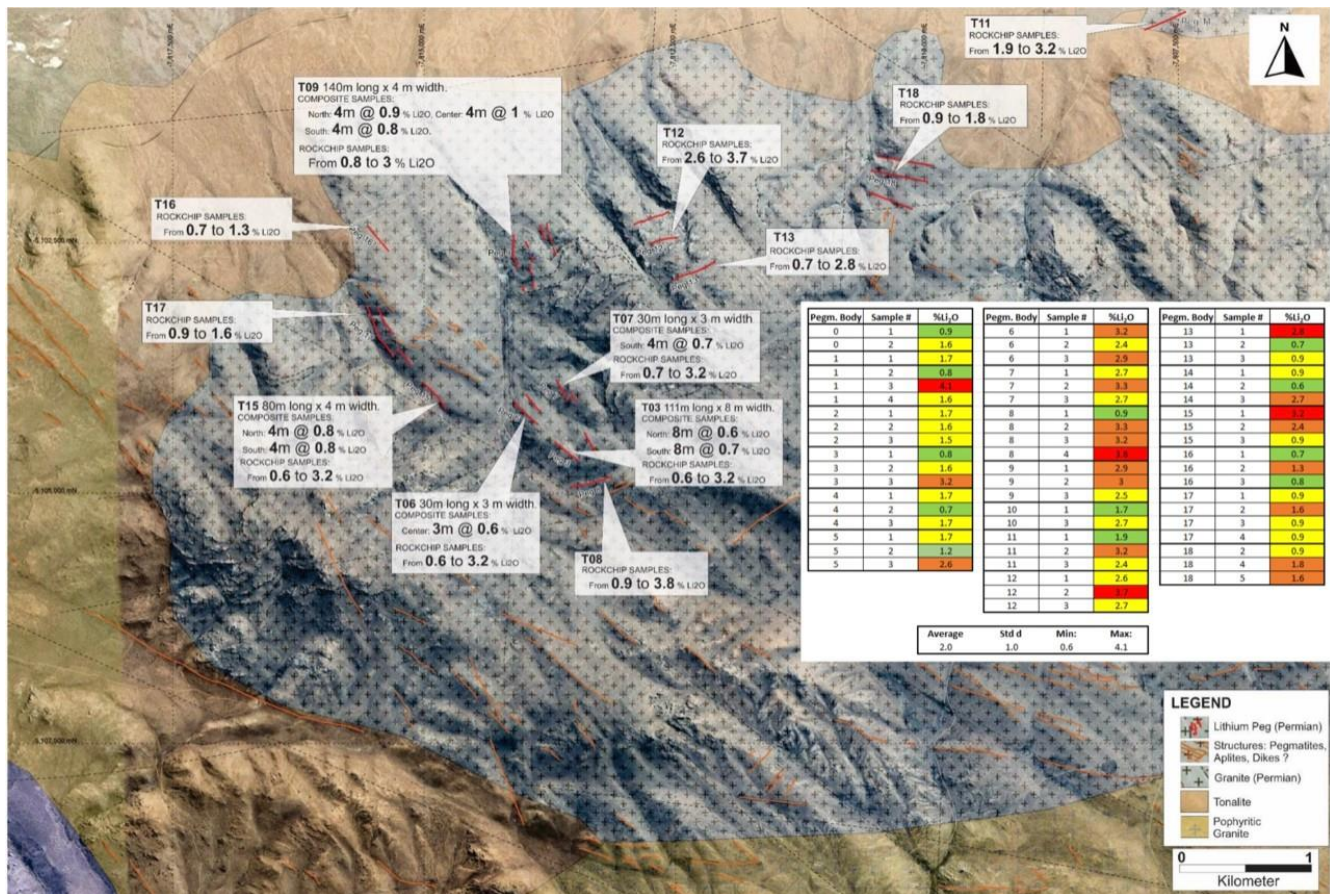 T11
ROCKCHIP SAMPLES:
From 1.9 to 3.2 % Li2O
N
T09 140m long x 4 m width.
COMPOSITE SAMPLES:
North: 4m @ 0.9 % Li2O, Center: 4m @ 1 % Li2O
South: 4m @ 0.8 % Li2O.
ROCKCHIP SAMPLES:
From 0.8 to 3 % Li2O
T18
ROCKCHIP SAMPLES:
From 0.9 to 1.8 % Li2O
T12
ROCKCHIP SAMPLES:
From 2.6 to 3.7 % Li2O
T16
ROCKCHIP SAMPLES:
From 0.7 to 1.3 % Li2O
T13
ROCKCHIP SAMPLES:
From 0.7 to 2.8 % Li2O
T17
ROCKCHIP SAMPLES:
From 0.9 to 1.6 % Li2O
T07 30m long x 3 m width
COMPOSITE SAMPLES:
South: 4m @ 0.7 % Li2O
ROCKCHIP SAMPLES:
From 0.7 to 3.2 % Li2O
T15 80m long x 4 m width.
COMPOSITE SAMPLES:
North: 4m @ 0.8 % Li2O
South: 4m @ 0.8 % Li2O
ROCKCHIP SAMPLES:
From 0.6 to 3.2 % Li2O
T03 111m long x 8 m width.
COMPOSITE SAMPLES:
North: 8m @ 0.6 % Li2O
South: 8m @ 0.7 % Li2O
ROCKCHIP SAMPLES:
From 0.6 to 3.2 % Li2O
T06 30m long x 3 m width.
COMPOSITE SAMPLES:
Center: 3m @ 0.6 % Li2O
ROCKCHIP SAMPLES:
From 0.6 to 3.2 % Li2O
T08
ROCKCHIP SAMPLES:
From 0.9 to 3.8 % Li2O
Pegm. Body Sample # %Li₂O
0 1 0.9
0 2 1.6
1 1 1.7
1 2 0.8
1 3 4.1
1 4 1.6
2 1 1.7
2 2 1.6
2 3 1.5
3 1 0.8
3 2 1.6
3 3 3.2
4 1 1.7
4 2 0.7
4 3 1.7
5 1 1.7
5 2 1.2
5 3 2.6
Pegm. Body Sample # %Li₂O
6 1 3.2
6 2 2.4
6 3 2.9
7 1 2.7
7 2 3.3
7 3 2.7
8 1 0.9
8 2 3.3
8 3 3.2
8 4 3.8
9 1 2.9
9 2 3
9 3 2.5
10 1 1.7
10 3 2.7
11 1 1.9
11 2 3.2
11 3 2.4
12 1 2.6
12 2 3.7
12 3 2.7
Pegm. Body Sample # %Li₂O
13 1 2.8
13 2 0.7
13 3 0.9
14 1 0.9
14 2 0.6
14 3 2.7
15 1 3.2
15 2 2.4
15 3 0.9
16 1 0.7
16 2 1.3
16 3 0.8
17 1 0.9
17 2 1.6
17 3 0.9
17 4 0.9
18 2 0.9
18 4 1.8
18 5 1.6
Average Std d Min: Max:
2.0 1.0 0.6 4.1
LEGEND
Lithium Peg (Permian)
Structures: Pegmatites,
Aplites, Dikes ?
Granite (Permian)
Tonalite
Pophyritic
Granite
0 1
Kilometer